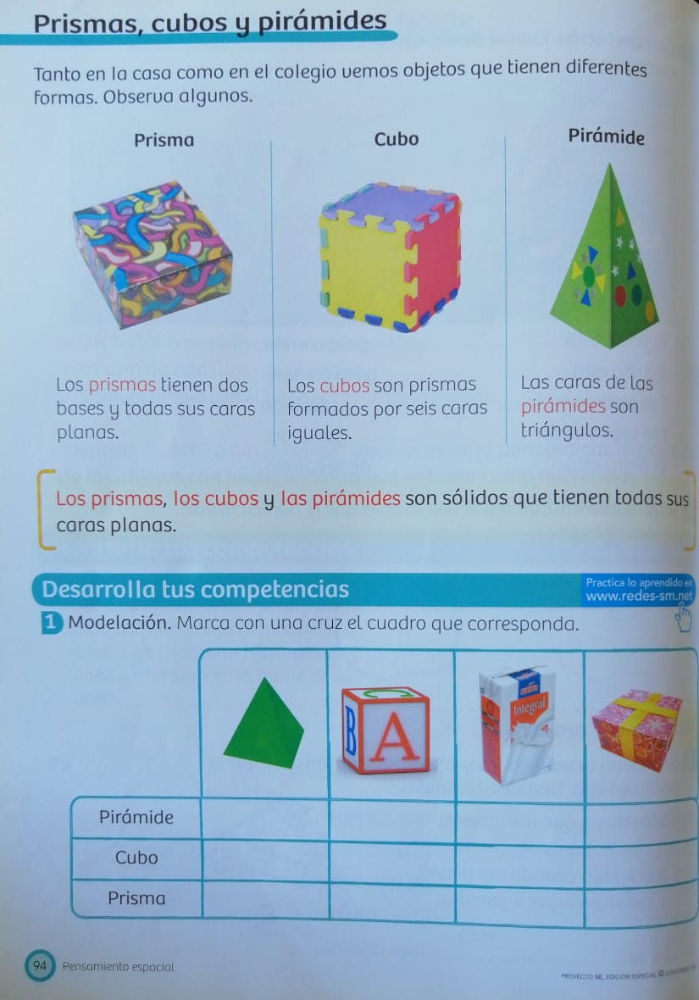 Prismas, cubos y pirámides
Tanto en la casa como en el colegio vemos objetos que tienen diferentes
formas. Observa algunos.
Prisma
Cubo
Pirámide
Los prismas tienen dos
bases y todas sus caras
planas.
Los cubos son prismas
formados por seis caras
iguales.
Las caras de las
pirámides son
triángulos.
Los prismas, los cubos y las pirámides son sólidos que tienen todas sus
caras planas.
Desarrolla tus competencias
Practica lo aprendido en
www.redes-sm.net
1 Modelación. Marca con una cruz el cuadro que corresponda.
B
A
C
Integral
Pirámide
Cubo
Prisma
94 Pensamiento espacial
PROYECTO SÉ, EDICIÓN ESPECIAL ©